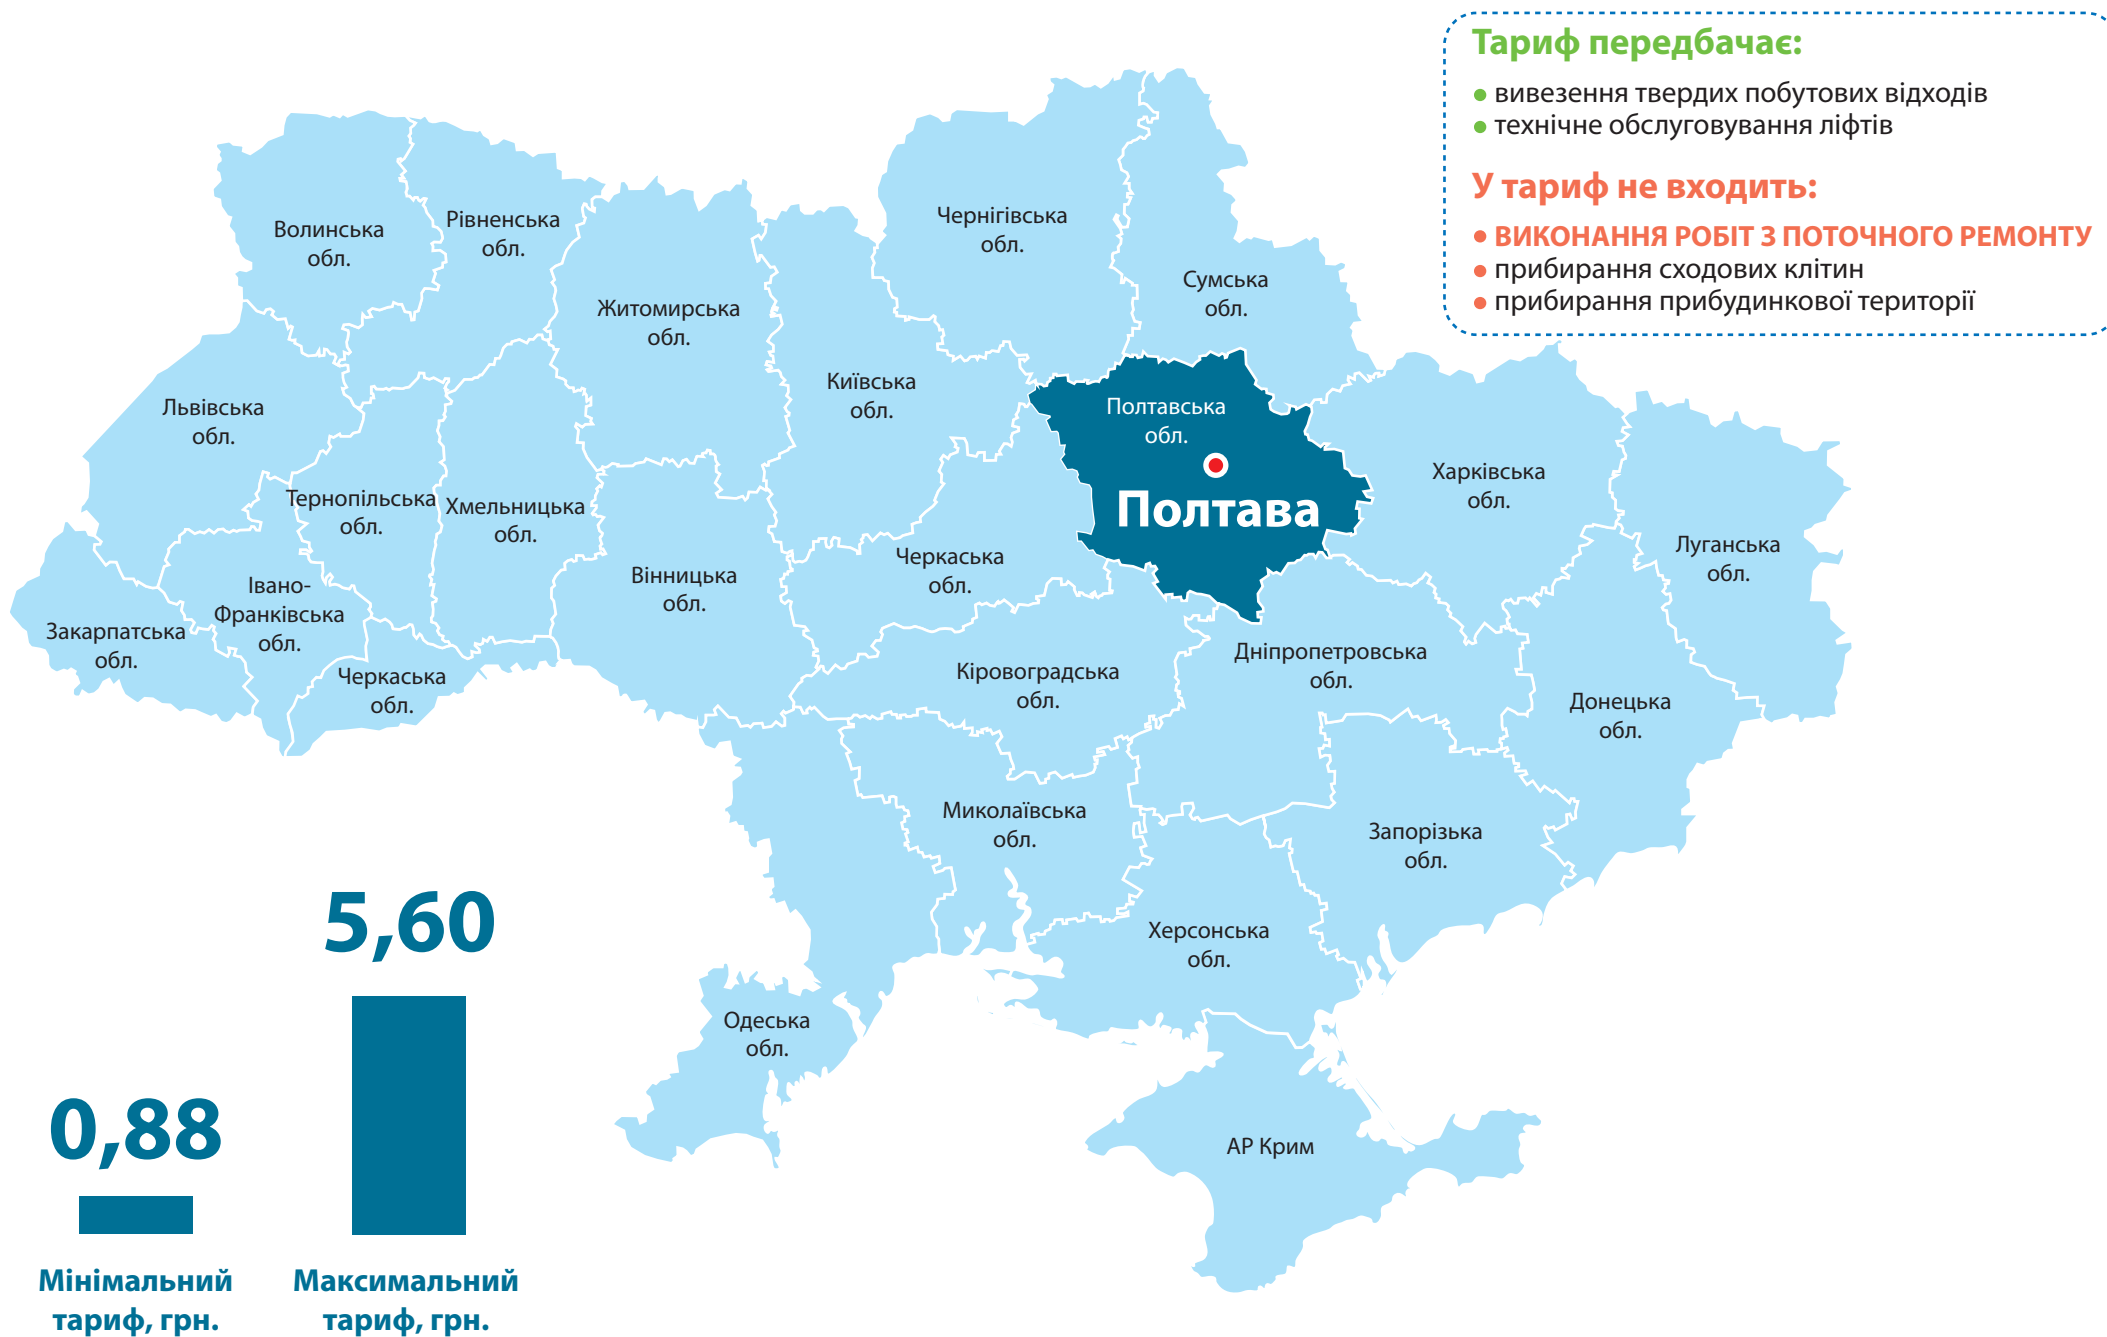 Тариф передбачає:
• вивезення твердих побутових відходів
• технічне обслуговування ліфтів
У тариф не входить:
• ВИКОНАННЯ РОБІТ З ПОТОЧНОГО РЕМОНТУ
• прибирання сходових клітин
• прибирання прибудинкової території
Волинська
обл.
Рівненська
обл.
Житомирська
обл.
Чернігівська
обл.
Сумська
обл.
Київська
обл.
Львівська
обл.
Полтавська
обл.
Полтава
Харківська
обл.
Луганська
обл.
Тернопільська
обл.
Хмельницька
обл.
Вінницька
обл.
Черкаська
обл.
Івано-
Франківська
обл.
Закарпатська
обл.
Черкаська
обл.
Кіровоградська
обл.
Дніпропетровська
обл.
Донецька
обл.
Миколаївська
обл.
Запорізька
обл.
Херсонська
обл.
Одеська
обл.
АР Крим
0,88
Мінімальний
тариф, грн.
5,60
Максимальний
тариф, грн.